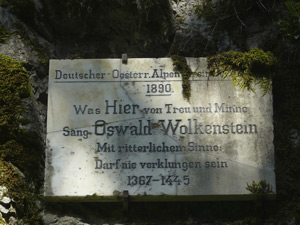 Deutscher-Oesterr. Alpenverein
1890.
Was Hier von Treu und Minne
Sang Oswald Wolkenstein
Mit ritterlichem Sinne:
Darf nie verklungen sein
1367-1445